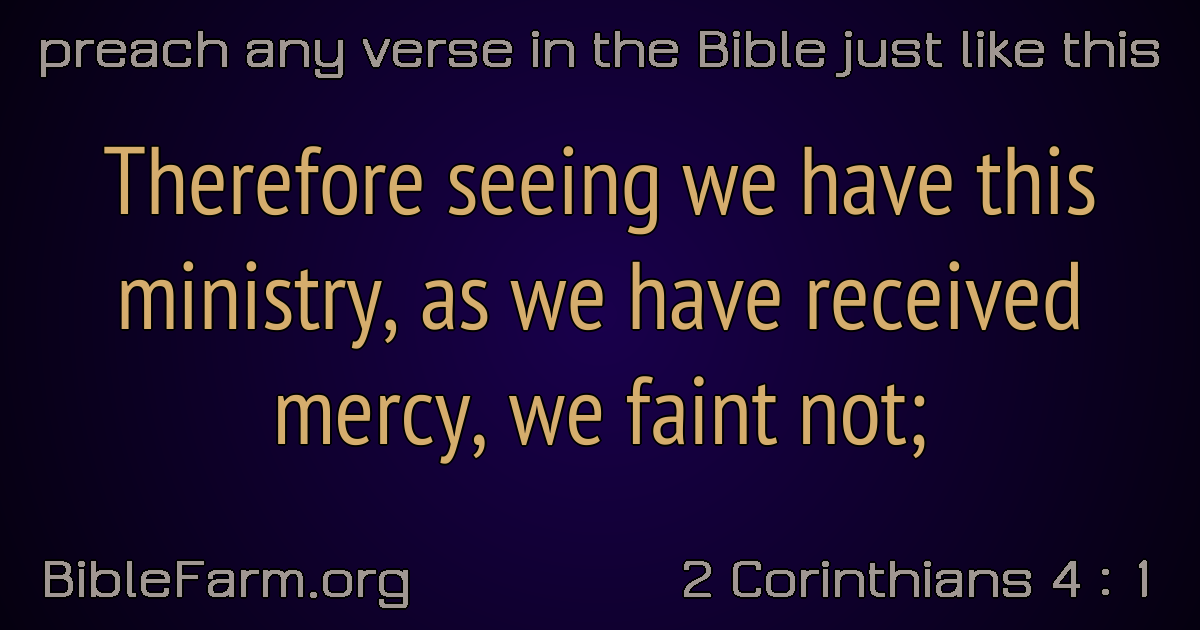 preach any verse in the Bible just like this
Therefore seeing we have this
ministry, as we have received
mercy, we faint not;
BibleFarm.org
2 Corinthians 4 : 1